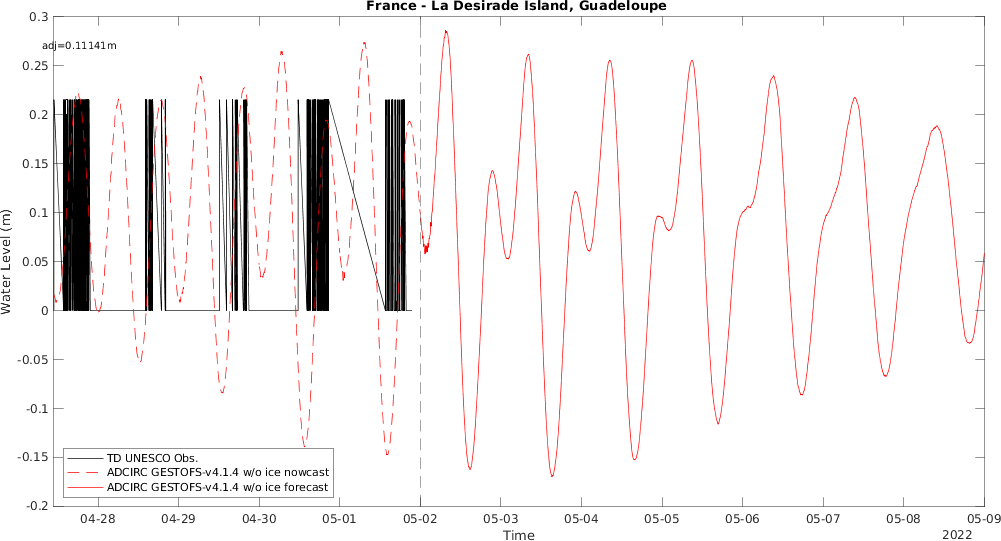 France - La Desirade Island, Guadeloupe
adj=0.11141m
0.3
0.25
0.2
0.15
0.1
0.05
0
-0.05
-0.1
-0.15
-0.2
Water Level (m)
TD UNESCO Obs.
ADCIRC GESTOFS-v4.1.4 w/o ice nowcast
ADCIRC GESTOFS-v4.1.4 w/o ice forecast
04-28 04-29 04-30 05-01 05-02 05-03 05-04 05-05 05-06 05-07 05-08 05-09
Time
2022